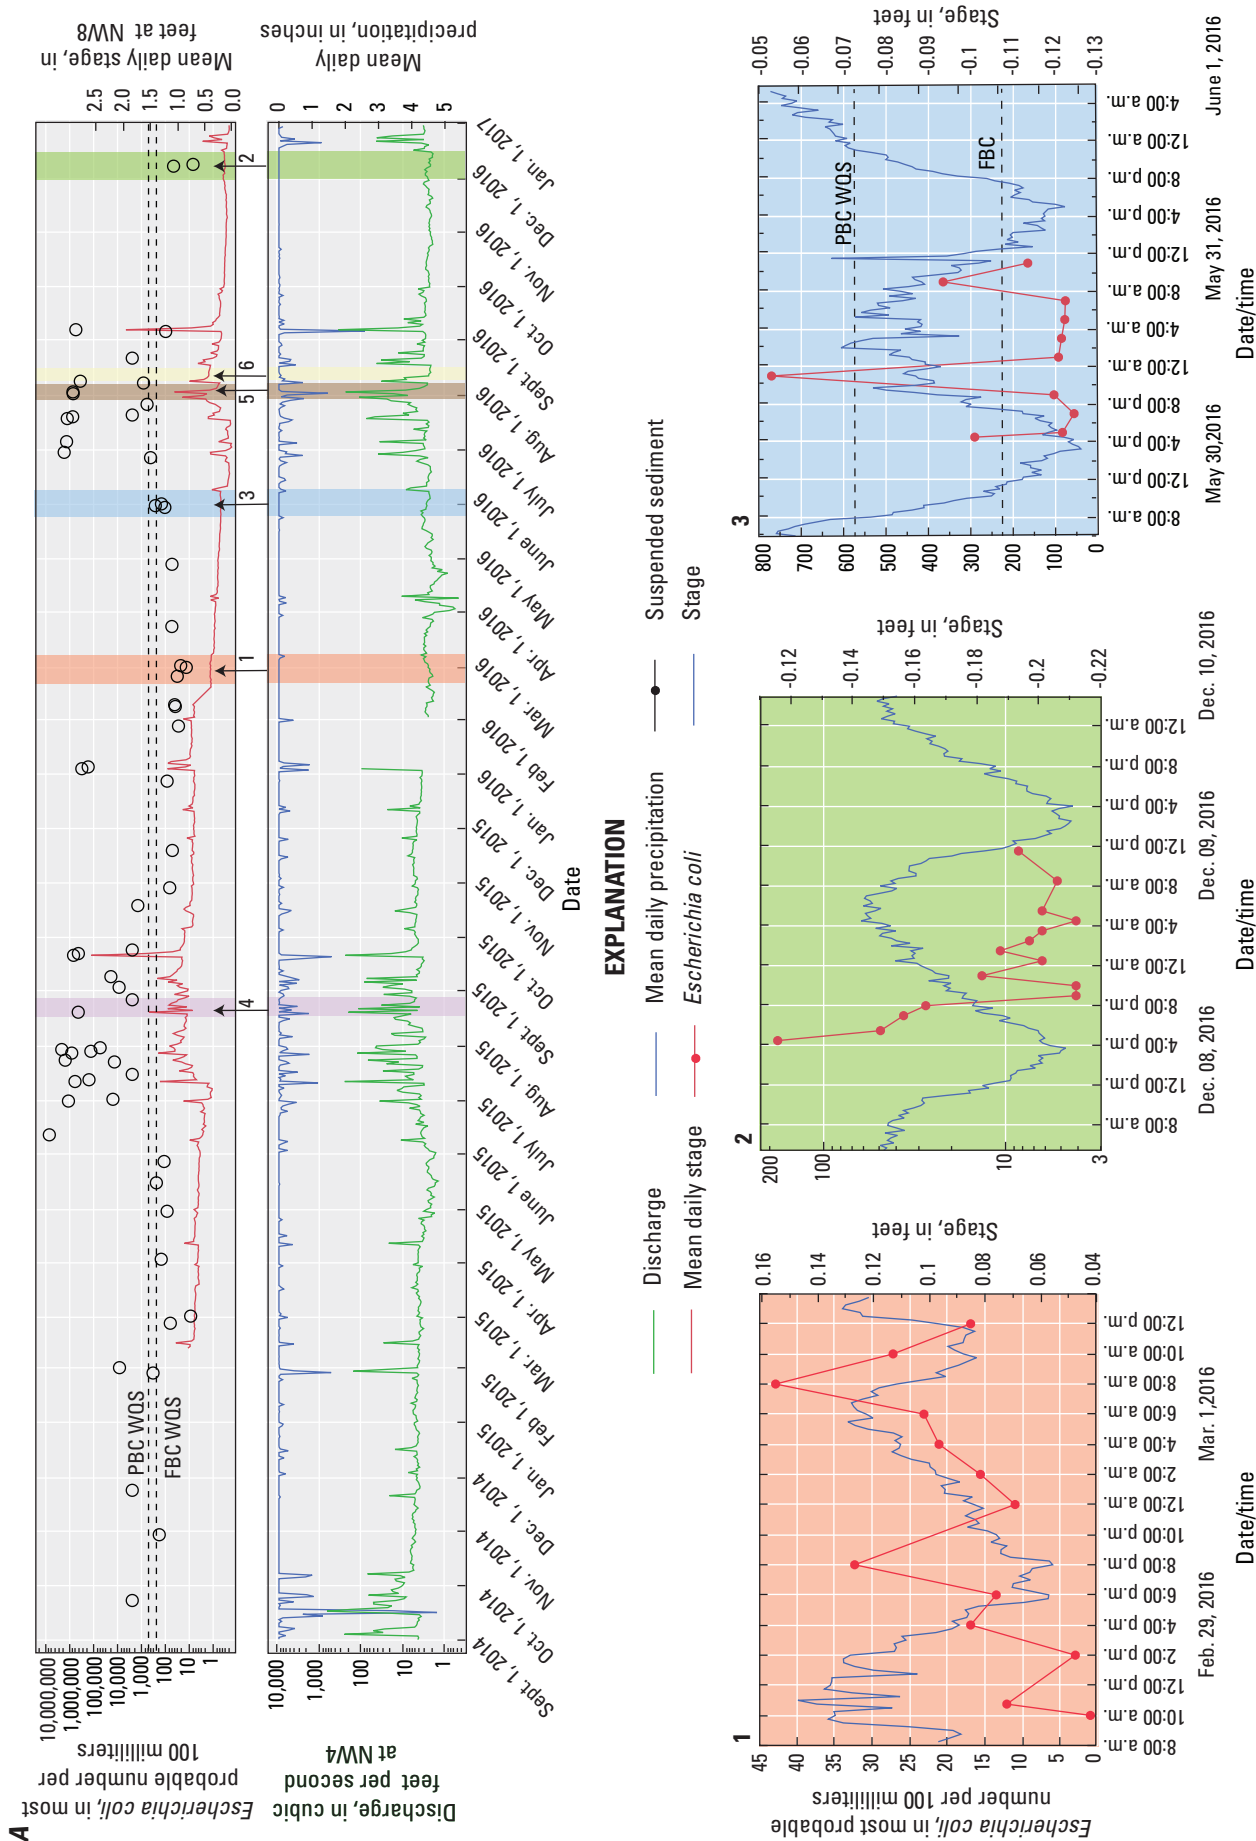 A
Escherichia coli, in most
probable number per
100 milliliters
10,000,000
1,000,000
100,000
10,000
1,000
100
10
1
PBC WQS
FBC WQS
4
1
3
5
6
2
2.5
2.0
1.5
1.0
0.5
0.0
Mean daily stage, in
feet at NW8
Discharge, in cubic
feet per second
at NW4
10,000
1,000
100
10
1
0
1
2
3
4
5
Mean daily
precipitation, in inches
Sept. 1, 2014
Oct. 1, 2014
Nov. 1, 2014
Dec. 1, 2014
Jan. 1, 2015
Feb 1, 2015
Mar. 1, 2015
Apr. 1, 2015
May 1, 2015
June 1, 2015
July 1, 2015
Aug. 1, 2015
Sept. 1, 2015
Oct. 1, 2015
Nov. 1, 2015
Dec. 1, 2015
Jan. 1, 2016
Feb 1, 2016
Mar. 1, 2016
Apr. 1, 2016
May 1, 2016
June 1, 2016
July 1, 2016
Aug. 1, 2016
Sept. 1, 2016
Oct. 1, 2016
Nov. 1, 2016
Dec. 1, 2016
Jan. 1, 2017
Date
EXPLANATION
Discharge
Mean daily precipitation
Suspended sediment
Mean daily stage
Escherichia coli
Stage
1
Escherichia coli, in most probable
number per 100 milliliters
45
40
35
30
25
20
15
10
5
0
0.16
0.14
0.12
0.1
0.08
0.06
0.04
Stage, in feet
8:00 a.m.
10:00 a.m.
12:00 p.m.
2:00 p.m.
4:00 p.m.
6:00 p.m.
8:00 p.m.
10:00 p.m.
12:00 a.m.
2:00 a.m.
4:00 a.m.
6:00 a.m.
8:00 a.m.
10:00 a.m.
12:00 p.m.
Feb. 29, 2016
Mar. 1,2016
Date/time
2
200
100
10
3
-0.12
-0.14
-0.16
-0.18
-0.2
-0.22
Stage, in feet
8:00 a.m.
12:00 p.m.
4:00 p.m.
8:00 p.m.
12:00 a.m.
4:00 a.m.
8:00 a.m.
12:00 p.m.
4:00 p.m.
8:00 p.m.
12:00 a.m.
Dec. 08, 2016
Dec. 09, 2016
Dec. 10, 2016
Date/time
3
800
700
600
500
400
300
200
100
0
PBC WQS
FBC
-0.05
-0.06
-0.07
-0.08
-0.09
-0.1
-0.11
-0.12
-0.13
Stage, in feet
8:00 a.m.
12:00 p.m.
4:00 p.m.
8:00 p.m.
12:00 a.m.
4:00 a.m.
8:00 a.m.
12:00 p.m.
4:00 p.m.
8:00 p.m.
12:00 a.m.
4:00 a.m.
May 30,2016
May 31, 2016
June 1, 2016
Date/time